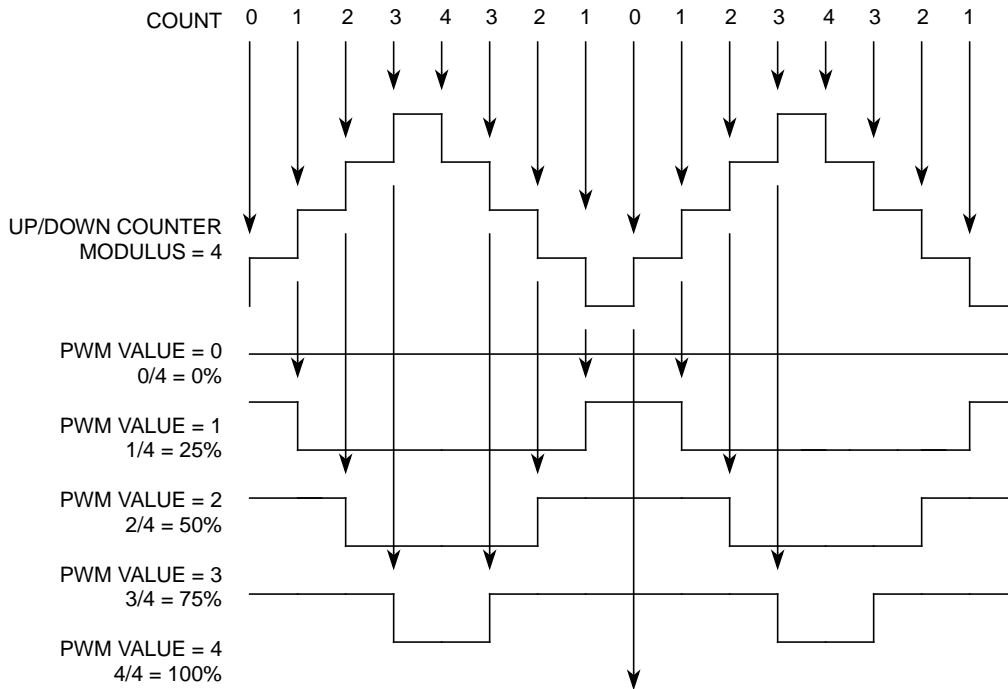 COUNT 0 1 2 3 4 3 2 1 0 1 2 3 4 3 2 1
UP/DOWN COUNTER
MODULUS = 4
PWM VALUE = 0
0/4 = 0%
PWM VALUE = 1
1/4 = 25%
PWM VALUE = 2
2/4 = 50%
PWM VALUE = 3
3/4 = 75%
PWM VALUE = 4
4/4 = 100%